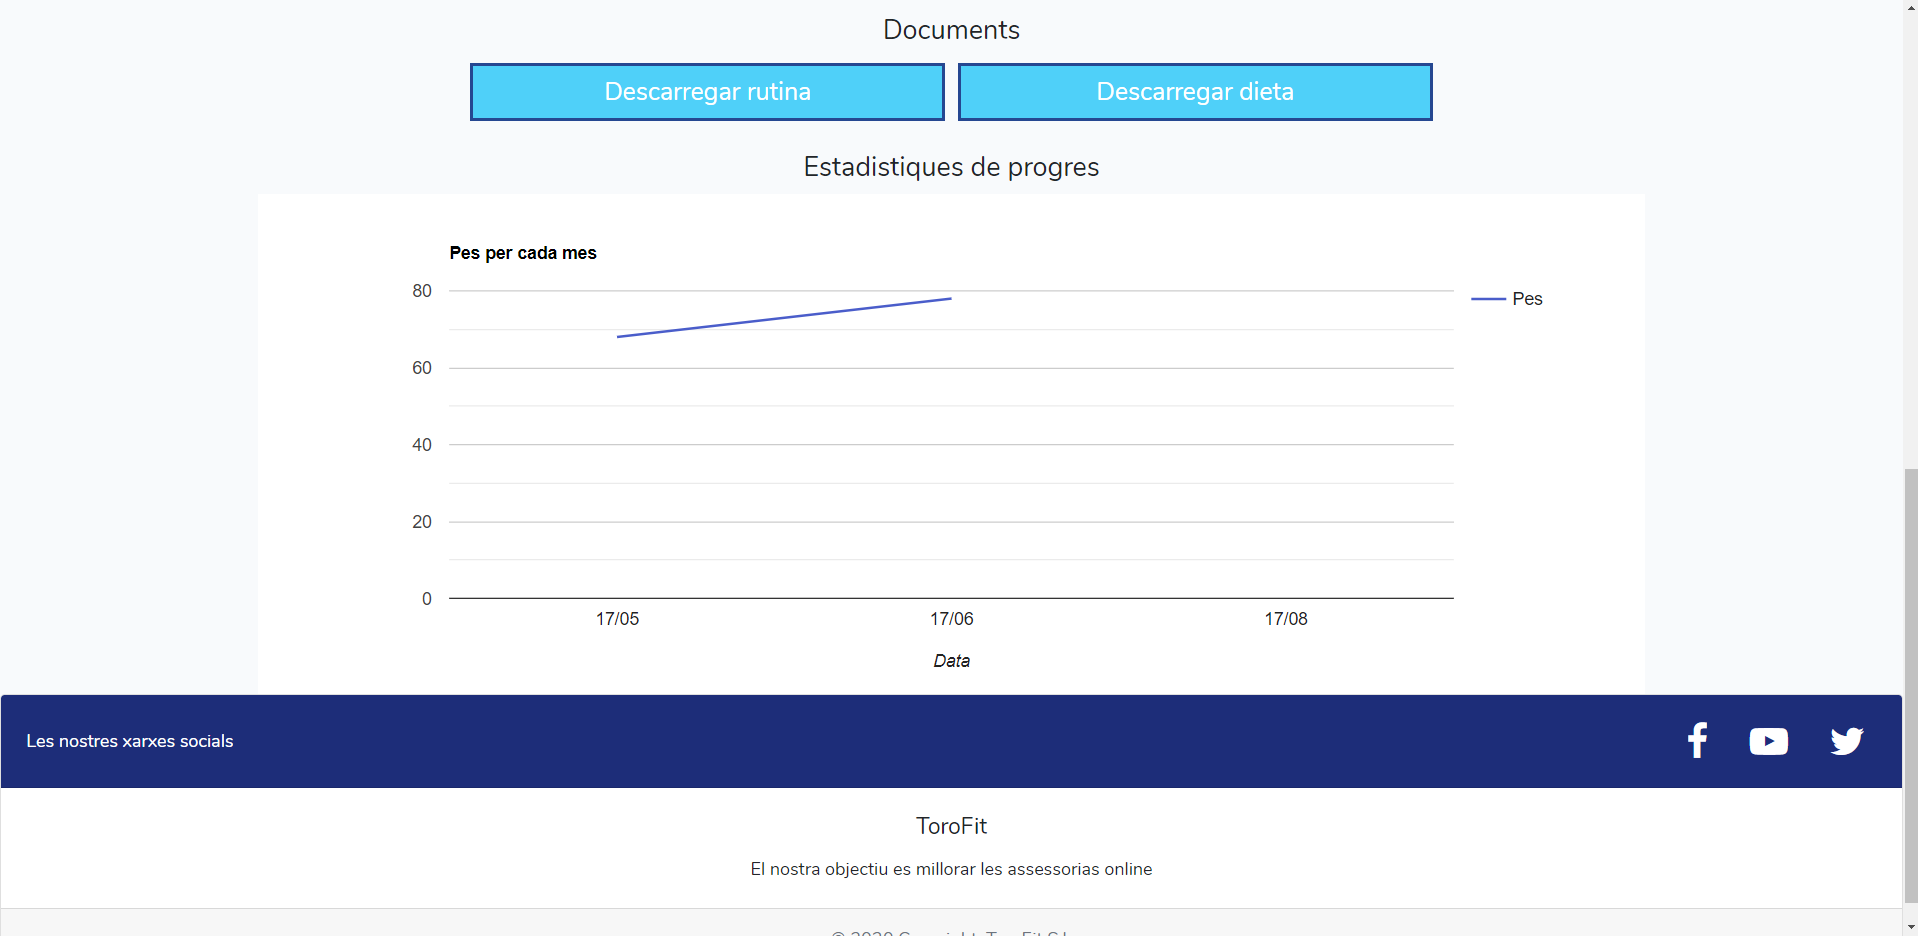 Documents
Descarregar rutina
Descarregar dieta
Estadistiques de progres
Pes per cada mes
80
Pes
60
40
20
0
17/05 17/06 17/08
Data
Les nostres xarxes socials
ToroFit
El nostra objectiu es millorar les assessorias online